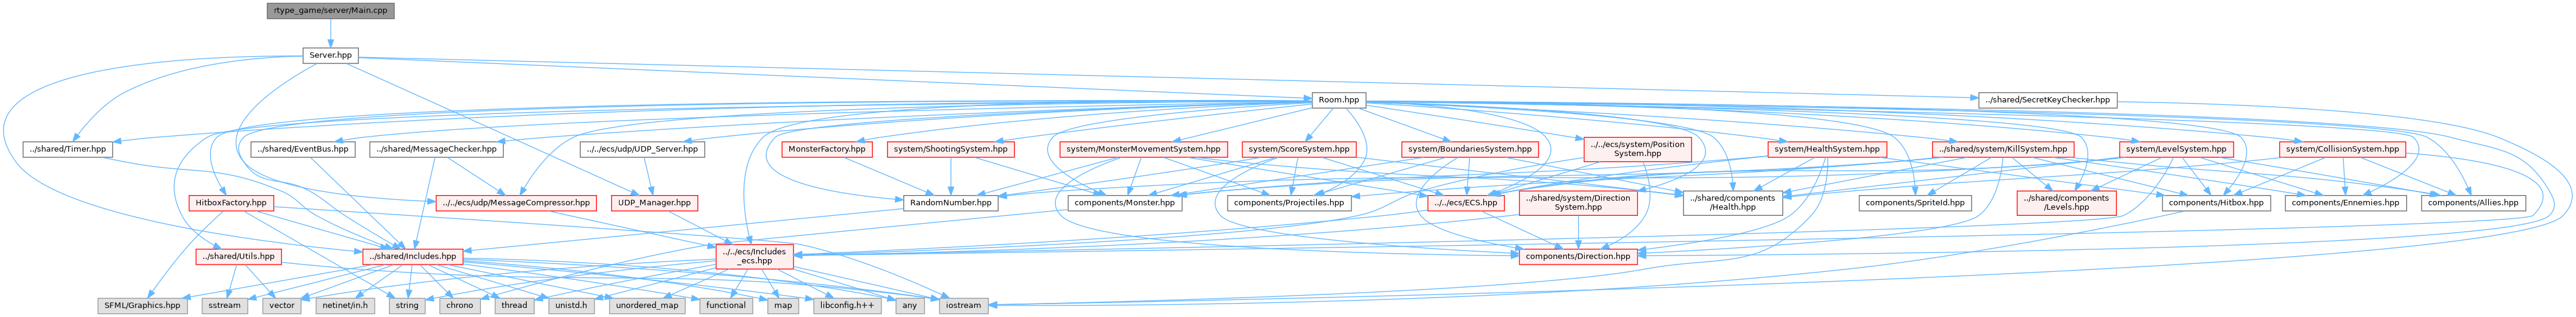 rtype_game/server/Main.cpp
Server.hpp
Room.hpp
../shared/SecretKeyChecker.hpp
../shared/Timer.hpp
../shared/EventBus.hpp
../shared/MessageChecker.hpp
../../ecs/udp/UDP_Server.hpp
MonsterFactory.hpp
system/ShootingSystem.hpp
system/MonsterMovementSystem.hpp
system/ScoreSystem.hpp
system/BoundariesSystem.hpp
../../ecs/system/Position
System.hpp
system/HealthSystem.hpp
../shared/system/KillSystem.hpp
system/LevelSystem.hpp
system/CollisionSystem.hpp
HitboxFactory.hpp
../../ecs/udp/MessageCompressor.hpp
UDP_Manager.hpp
RandomNumber.hpp
components/Monster.hpp
components/Projectiles.hpp
../../ecs/ECS.hpp
../shared/system/Direction
System.hpp
../shared/components
/Health.hpp
components/SpriteId.hpp
../shared/components
/Levels.hpp
components/Hitbox.hpp
components/Ennemies.hpp
components/Allies.hpp
../shared/Utils.hpp
../shared/Includes.hpp
../../ecs/Includes
_ecs.hpp
components/Direction.hpp
SFML/Graphics.hpp
sstream
vector
netinet/in.h
string
chrono
thread
unistd.h
unordered_map
functional
map
libconfig.h++
any
iostream